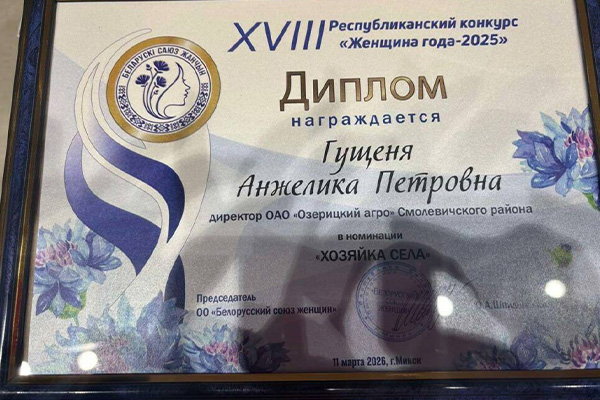 БЕЛАРУСКІ САЮЗ ЖАНЧЫН
XVIII Республиканский конкурс
«Женщина года-2025»
Диплом
награждается
Гущеня
Анжелика Петровна
директор ОАО «Озерицкий агро» Смолевичского района
в номинации
«ХОЗЯЙКА СЕЛА»
Председатель
ОО «Белорусский союз женщин»
11 марта 2026, г.Минск